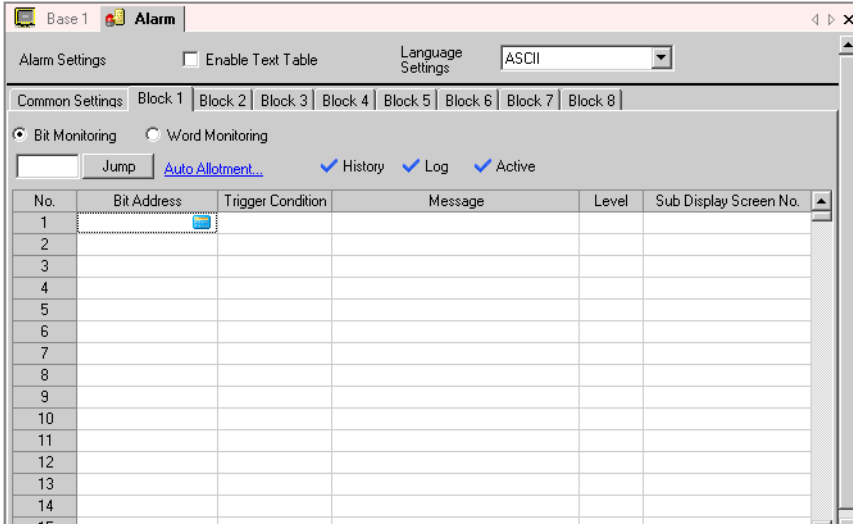 Base 1 Alarm
Alarm Settings Enable Text Table Language Settings ASCII
Common Settings Block 1 Block 2 Block 3 Block 4 Block 5 Block 6 Block 7 Block 8
Bit Monitoring Word Monitoring
Jump Auto Allotment... History Log Active
No. Bit Address Trigger Condition Message Level Sub Display Screen No.
1
2
3
4
5
6
7
8
9
10
11
12
13
14
15